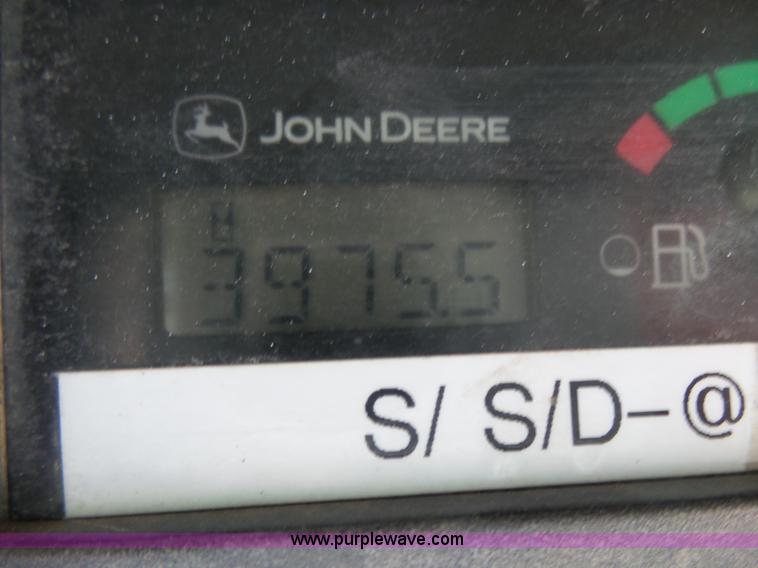 JOHN DEERE
H
3975.5
S/ S/D-@
www.purplewave.com